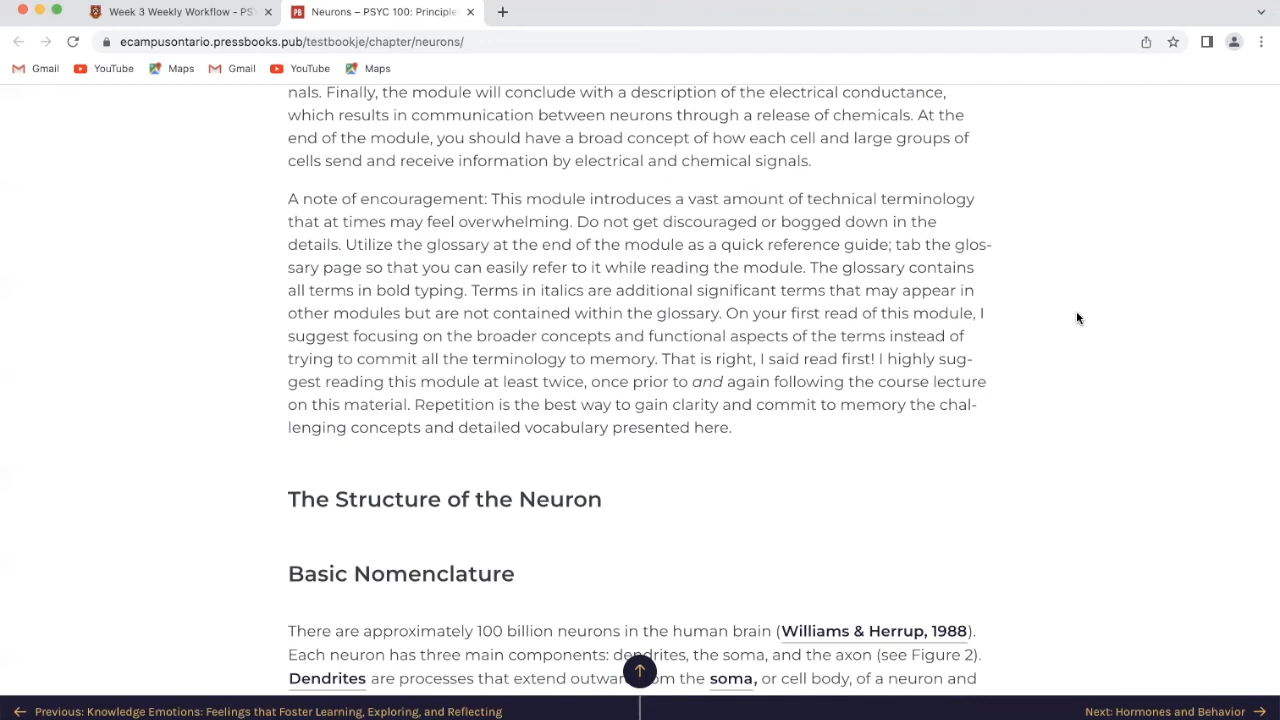 Week 3 Weekly Workflow - PS
Neurons – PSYC 100: Principle
ecampusontario.pressbooks.pub/testbookje/chapter/neurons/
Gmail YouTube Maps Gmail YouTube Maps
nals. Finally, the module will conclude with a description of the electrical conductance,
which results in communication between neurons through a release of chemicals. At the
end of the module, you should have a broad concept of how each cell and large groups of
cells send and receive information by electrical and chemical signals.
A note of encouragement: This module introduces a vast amount of technical terminology
that at times may feel overwhelming. Do not get discouraged or bogged down in the
details. Utilize the glossary at the end of the module as a quick reference guide; tab the glos-
sary page so that you can easily refer to it while reading the module. The glossary contains
all terms in bold typing. Terms in italics are additional significant terms that may appear in
other modules but are not contained within the glossary. On your first read of this module, I
suggest focusing on the broader concepts and functional aspects of the terms instead of
trying to commit all the terminology to memory. That is right, I said read first! I highly sug-
gest reading this module at least twice, once prior to and again following the course lecture
on this material. Repetition is the best way to gain clarity and commit to memory the chal-
lenging concepts and detailed vocabulary presented here.
The Structure of the Neuron
Basic Nomenclature
There are approximately 100 billion neurons in the human brain (Williams & Herrup, 1988).
Each neuron has three main components: dendrites, the soma, and the axon (see Figure 2).
Dendrites are processes that extend outward from the soma, or cell body, of a neuron and
Previous: Knowledge Emotions: Feelings that Foster Learning, Exploring, and Reflecting
Next: Hormones and Behavior